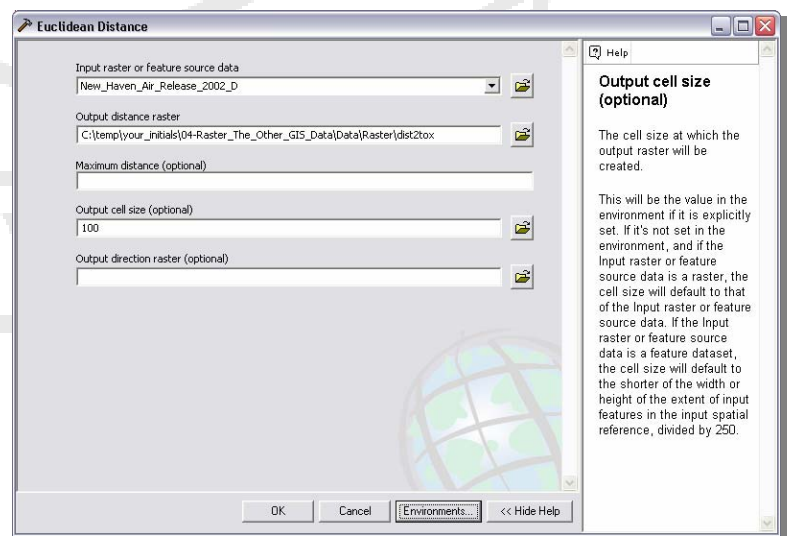 Euclidean Distance
Input raster or feature source data
New_Haven_Air_Release_2002_D
Output distance raster
C:\temp\your_initials\04-Raster_The_Other_GIS_Data\Data\Raster\dist2tox
Maximum distance (optional)
Output cell size (optional)
100
Output direction raster (optional)
OK
Cancel
Environments...
<< Hide Help
Help
Output cell size
(optional)
The cell size at which the
output raster will be
created.
This will be the value in the
environment if it is explicitly
set. If it's not set in the
environment, and if the
Input raster or feature
source data is a raster, the
cell size will default to that
of the Input raster or feature
source data. If the Input
raster or feature source
data is a feature dataset,
the cell size will default to
the shorter of the width or
height of the extent of input
features in the input spatial
reference, divided by 250.